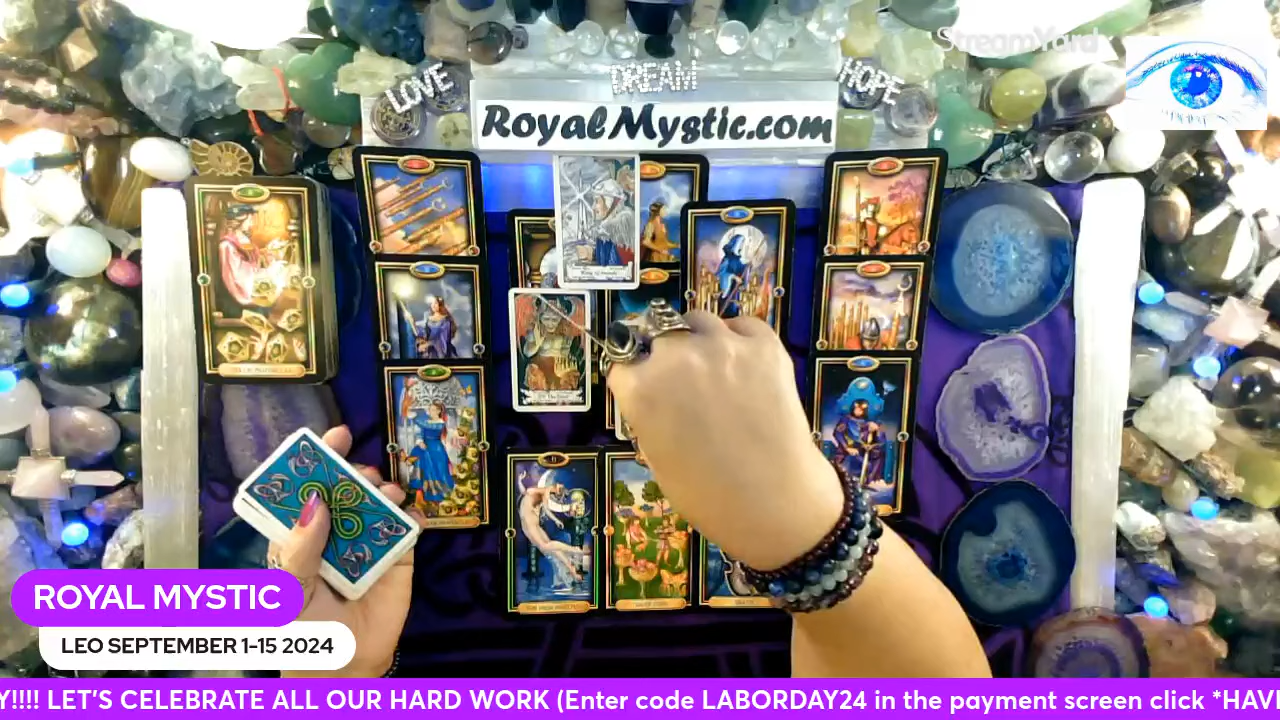 StreamYard
LOVE
DREAM
HOPE
RoyalMystic.com
ROYAL MYSTIC
LEO SEPTEMBER 1-15 2024
Y!!!! LET'S CELEBRATE ALL OUR HARD WORK (Enter code LABORDAY24 in the payment screen click *HAV